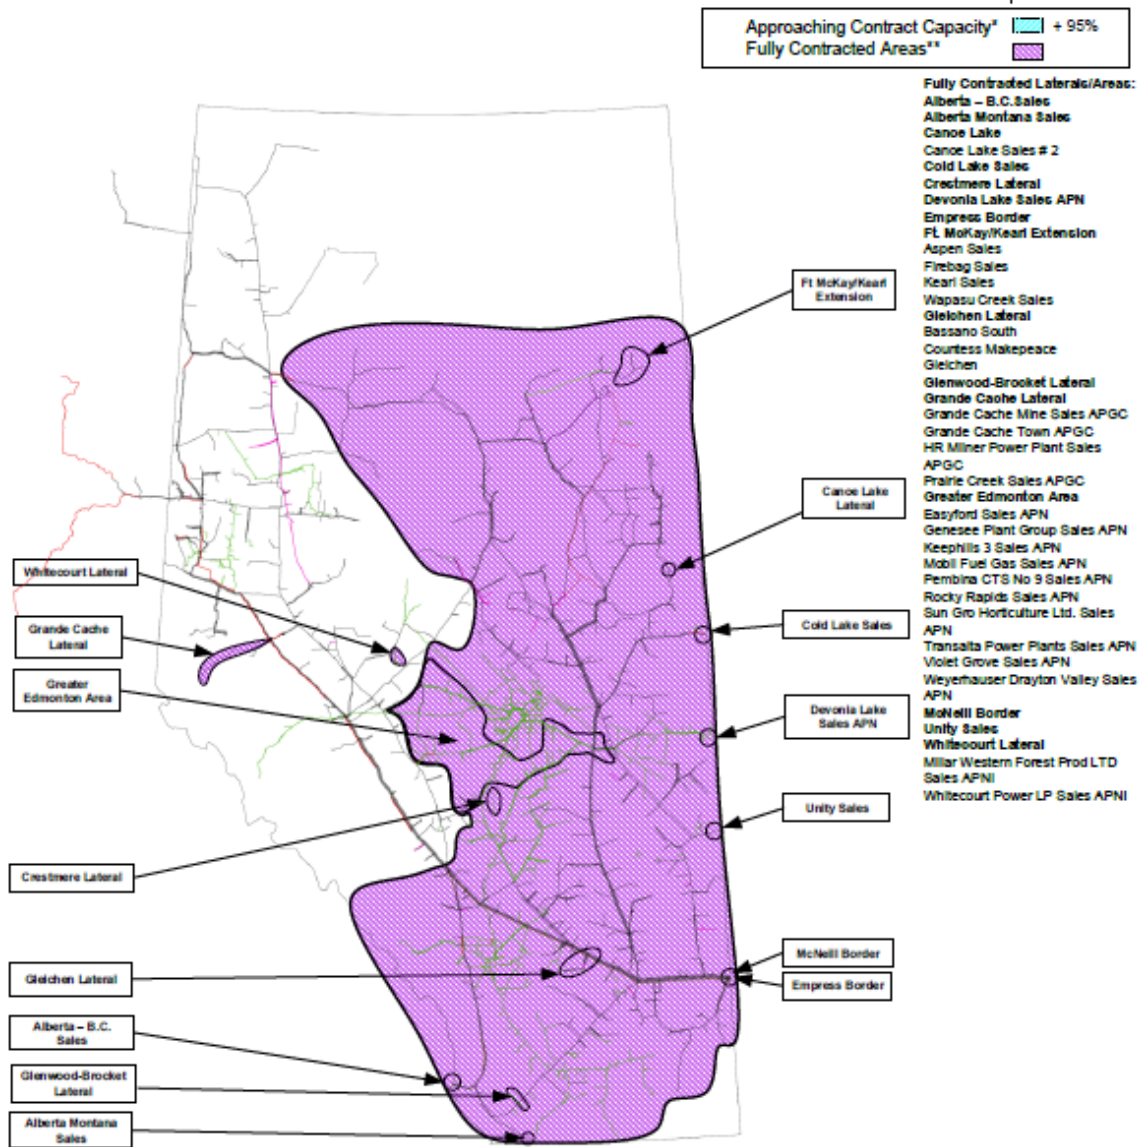 Approaching Contract Capacity* + 95%
Fully Contracted Areas**
Fully Contracted Laterals/Areas:
Alberta – B.C.Sales
Alberta Montana Sales
Canoe Lake
Canoe Lake Sales # 2
Cold Lake Sales
Crestmere Lateral
Devonia Lake Sales APN
Empress Border
Ft. McKay/Kearl Extension
Aspen Sales
Firebag Sales
Kearl Sales
Wapasu Creek Sales
Gleichen Lateral
Bassano South
Countess Makepeace
Gleichen
Glenwood-Brocket Lateral
Grande Cache Lateral
Grande Cache Mine Sales APGC
Grande Cache Town APGC
HR Milner Power Plant Sales
APGC
Prairie Creek Sales APGC
Greater Edmonton Area
Easyford Sales APN
Genesee Plant Group Sales APN
Keephills 3 Sales APN
Mobil Fuel Gas Sales APN
Pembina CTS No 9 Sales APN
Rocky Rapids Sales APN
Sun Gro Horticulture Ltd. Sales
APN
Transalta Power Plants Sales APN
Violet Grove Sales APN
Weyerhauser Drayton Valley Sales
APN
McNeill Border
Unity Sales
Whitecourt Lateral
Millar Western Forest Prod LTD
Sales APNI
Whitecourt Power LP Sales APNI
Ft McKay/Kearl
Extension
Canoe Lake
Lateral
Whitecourt Lateral
Grande Cache
Lateral
Cold Lake Sales
Greater
Edmonton Area
Devonia Lake
Sales APN
Unity Sales
Crestmere Lateral
McNeill Border
Gleichen Lateral
Empress Border
Alberta – B.C.
Sales
Glenwood-Brocket
Lateral
Alberta Montana
Sales